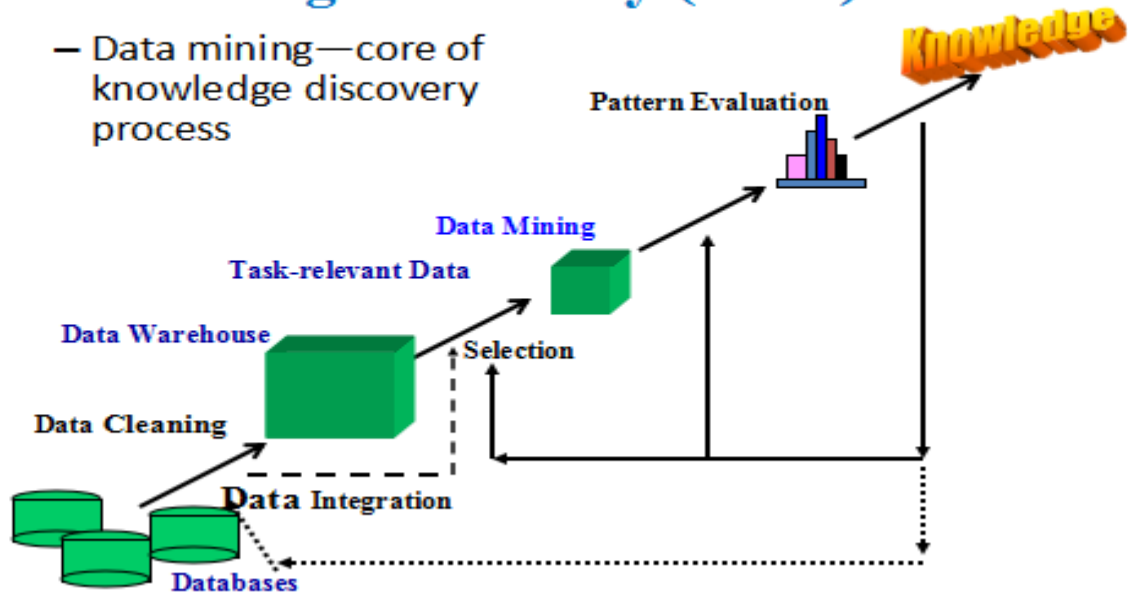 – Data mining—core of
knowledge discovery
process
Knowledge
Pattern Evaluation
Data Mining
Task-relevant Data
Data Warehouse
Selection
Data Cleaning
Data Integration
Databases